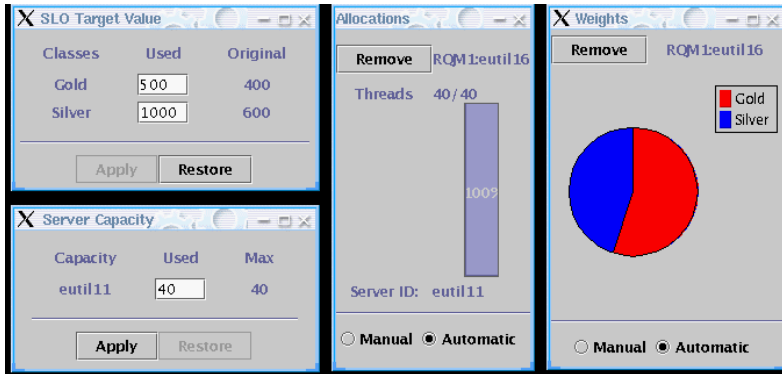 SLO Target Value
Classes Used Original
Gold 500 400
Silver 1000 600
Apply Restore
Server Capacity
Capacity Used Max
eutil11 40 40
Apply Restore
Allocations
Remove RQM1:eutil16
Threads 40/40
100%
Server ID: eutil11
Manual Automatic
Weights
Remove RQM1:eutil16
Gold
Silver
Manual Automatic